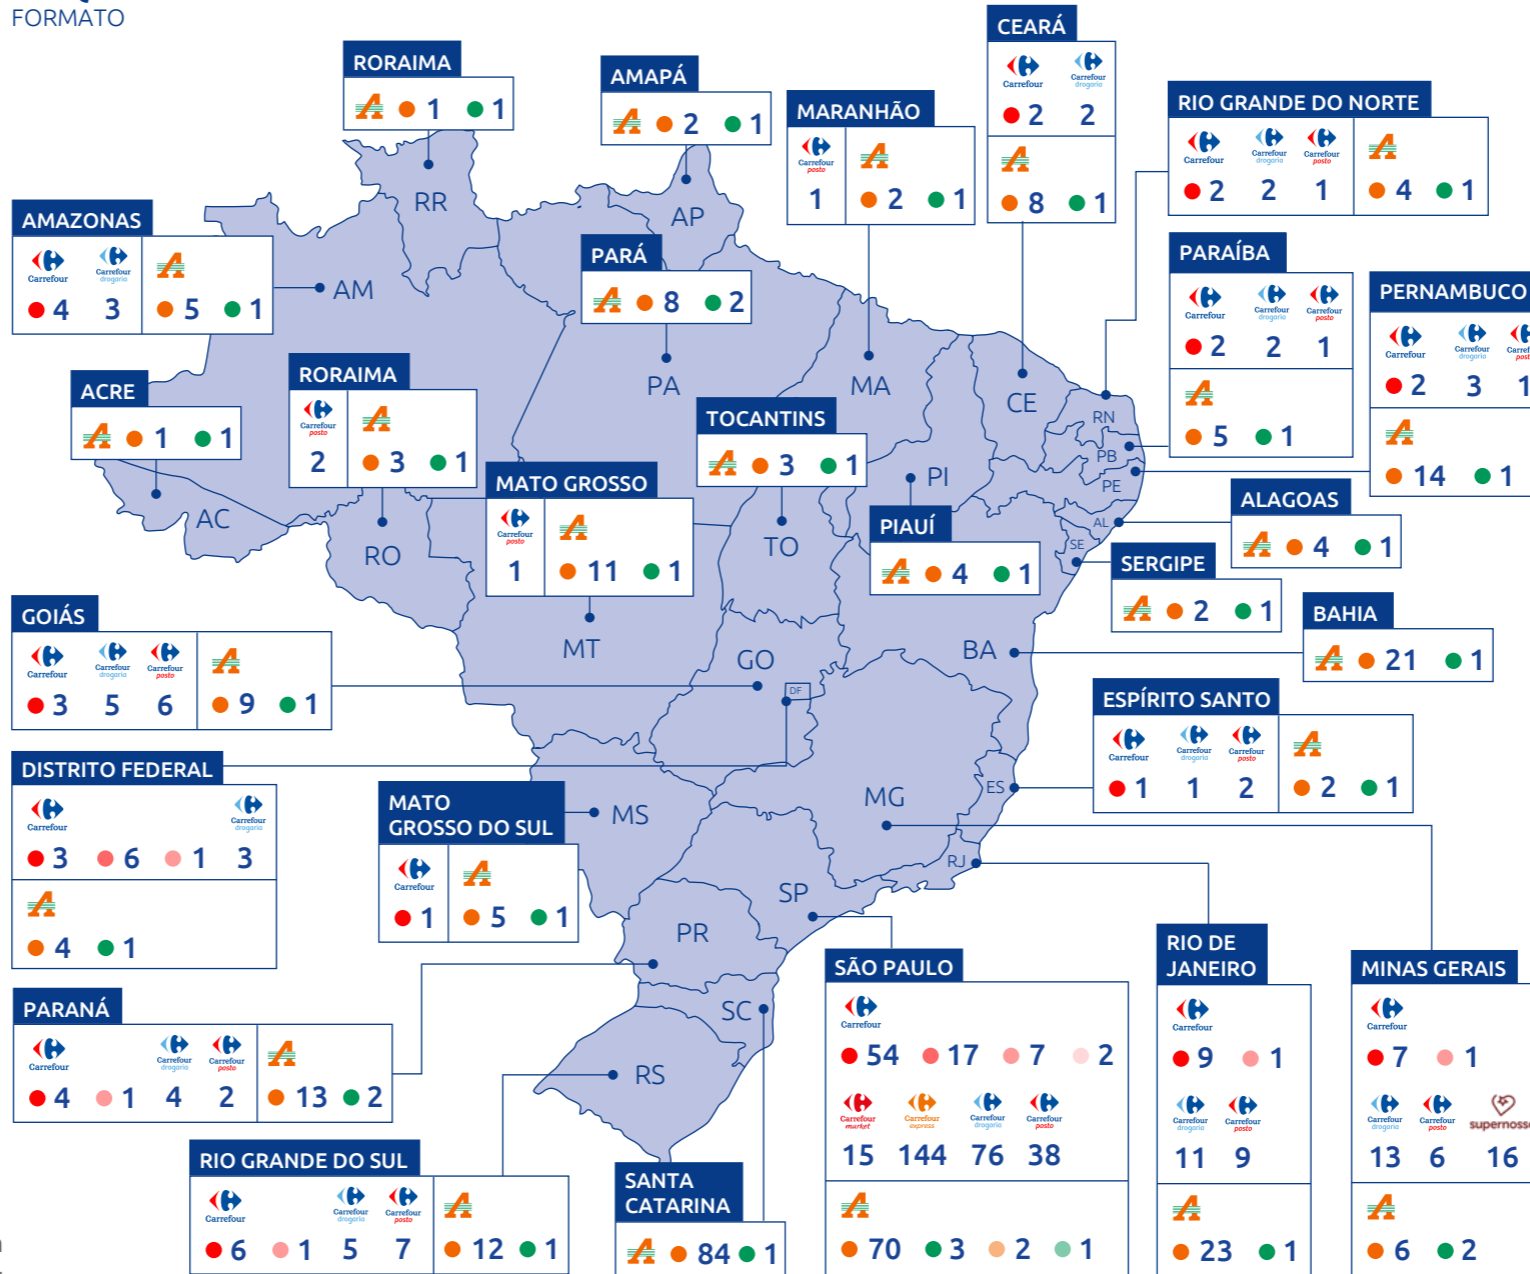 FORMATO
CEARÁ
Carrefour Carrefour drogaria
2 2
8 1
RORAIMA
1 1
AMAPÁ
2 1
MARANHÃO
Carrefour posto
1 2 1
RIO GRANDE DO NORTE
Carrefour Carrefour drogaria Carrefour posto
2 2 1 4 1
AMAZONAS
Carrefour Carrefour drogaria
4 3 5 1
PARÁ
8 2
PARAÍBA
Carrefour Carrefour drogaria Carrefour posto
2 2 1
5 1
PERNAMBUCO
Carrefour Carrefour drogaria
2 3 1
14 1
ACRE
1 1
RORAIMA
Carrefour posto
2 3 1
TOCANTINS
3 1
MATO GROSSO
Carrefour posto
1 11 1
PIAUÍ
4 1
ALAGOAS
4 1
SERGIPE
2 1
BAHIA
21 1
GOIÁS
Carrefour Carrefour drogaria Carrefour posto
3 5 6 9 1
ESPÍRITO SANTO
Carrefour Carrefour drogaria Carrefour posto
1 1 2 2 1
DISTRITO FEDERAL
Carrefour Carrefour drogaria
3 6 1 3
4 1
MATO
GROSSO DO SUL
Carrefour
1 5 1
PARANÁ
Carrefour Carrefour drogaria Carrefour posto
4 1 4 2 13 2
RIO GRANDE DO SUL
Carrefour Carrefour drogaria Carrefour posto
6 1 5 7 12 1
SANTA
CATARINA
84 1
SÃO PAULO
Carrefour
54 17 7 2
Carrefour market Carrefour express Carrefour drogaria Carrefour posto
15 144 76 38
70 3 2 1
RIO DE
JANEIRO
Carrefour
9 1
Carrefour drogaria Carrefour posto
11 9
23 1
MINAS GERAIS
Carrefour
7 1
Carrefour drogaria Carrefour posto supernosso
13 6 16
6 2
RR
AP
AM
PA
MA
CE
RN
PB
PE
AL
SE
PI
TO
AC
RO
MT
GO
DF
BA
MG
ES
RJ
MS
SP
PR
SC
RS